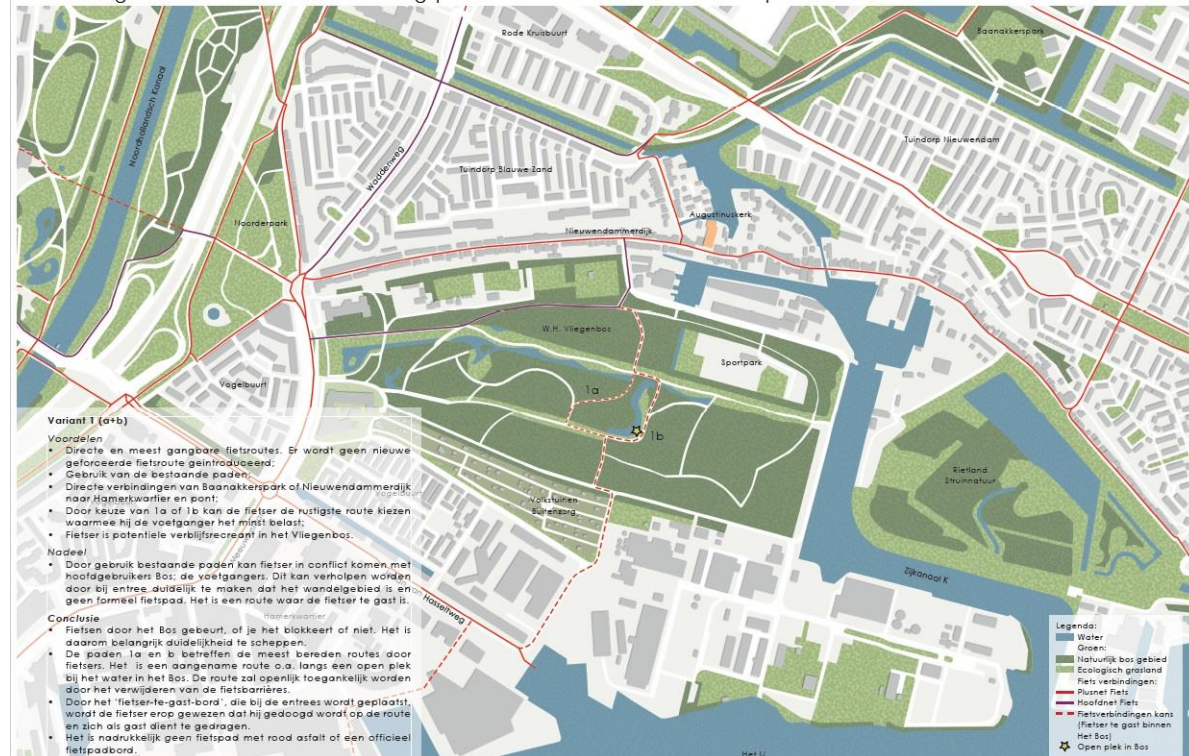 Rode Kruisbuurt
Baanakkerspark
Noordhollandsch Kanaal
Waddenweg
Tuindorp Nieuwendam
Tuindorp Blauwe Zand
Augustinuskerk
Noorderpark
Nieuwendammerdijk
W.H. Vliegenbos
Sportpark
Vogelbuurt
1a
1b
Rietland
Struinnatuur
Volkstuinen
Buitenzorg
Zijkanaal K
Hasseltweg
Hamerkwartier
Het IJ
Variant 1 (a+b)
Voordelen
• Directe en meest gangbare fietsroutes. Er wordt geen nieuwe
geforceerde fietsroute geintroduceerd;
• Gebruik van de bestaande paden;
• Directe verbindingen van Baanakkerspark of Nieuwendammerdijk
naar Hamerkwartier en pont;
• Door keuze van 1a of 1b kan de fietser de rustigste route kiezen
waarmee hij de voetganger het minst belast;
• Fietser is potentiele verblijfsrecreant in het Vliegenbos.
Nadeel
• Door gebruik bestaande paden kan fietser in conflict komen met
hoofdgebruikers Bos; de voetgangers. Dit kan verholpen worden
door bij entree duidelijk te maken dat het wandelgebied is en
geen formeel fietspad. Het is een route waar de fietser te gast is.
Conclusie
• Fietsen door het Bos gebeurt, of je het blokkeert of niet. Het is
daarom belangrijk duidelijkheid te scheppen.
• De paden 1a en b betreffen de meest bereden routes door
fietsers. Het is een aangename route o.a. langs een open plek
bij het water in het Bos. De route zal openlijk toegankelijk worden
door het verwijderen van de fietsbarrières.
• Door het 'fietser-te-gast-bord', die bij de entrees wordt geplaatst,
wordt de fietser erop gewezen dat hij gedoogd wordt op de route
en zich als gast dient te gedragen.
• Het is nadrukkelijk geen fietspad met rood asfalt of een officieel
fietspadbord.
Legenda:
Water
Groen:
Natuurlijk bos gebied
Ecologisch grasland
Fiets verbindingen:
Plusnet Fiets
Hoofdnet Fiets
Fietsverbindingen kans
(Fietser te gast binnen
Het Bos)
Open plek in Bos